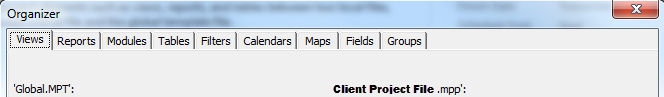 Organizer
Views Reports Modules Tables Filters Calendars Maps Fields Groups
'Global.MPT': Client Project File .mpp':